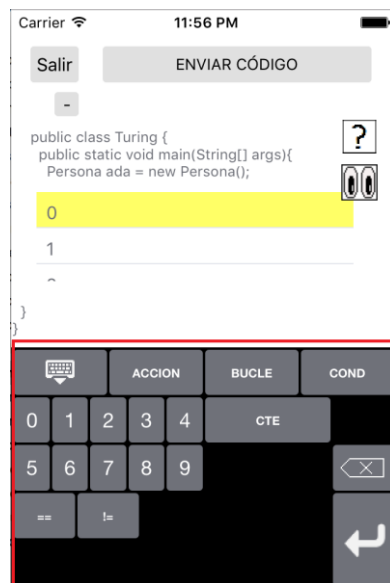 Carrier 11:56 PM
Salir ENVIAR CÓDIGO
-
public class Turing {
public static void main(String[] args){
Persona ada = new Persona();
?
0
1
}
}
ACCION BUCLE COND
0 1 2 3 4 CTE
5 6 7 8 9
== !=